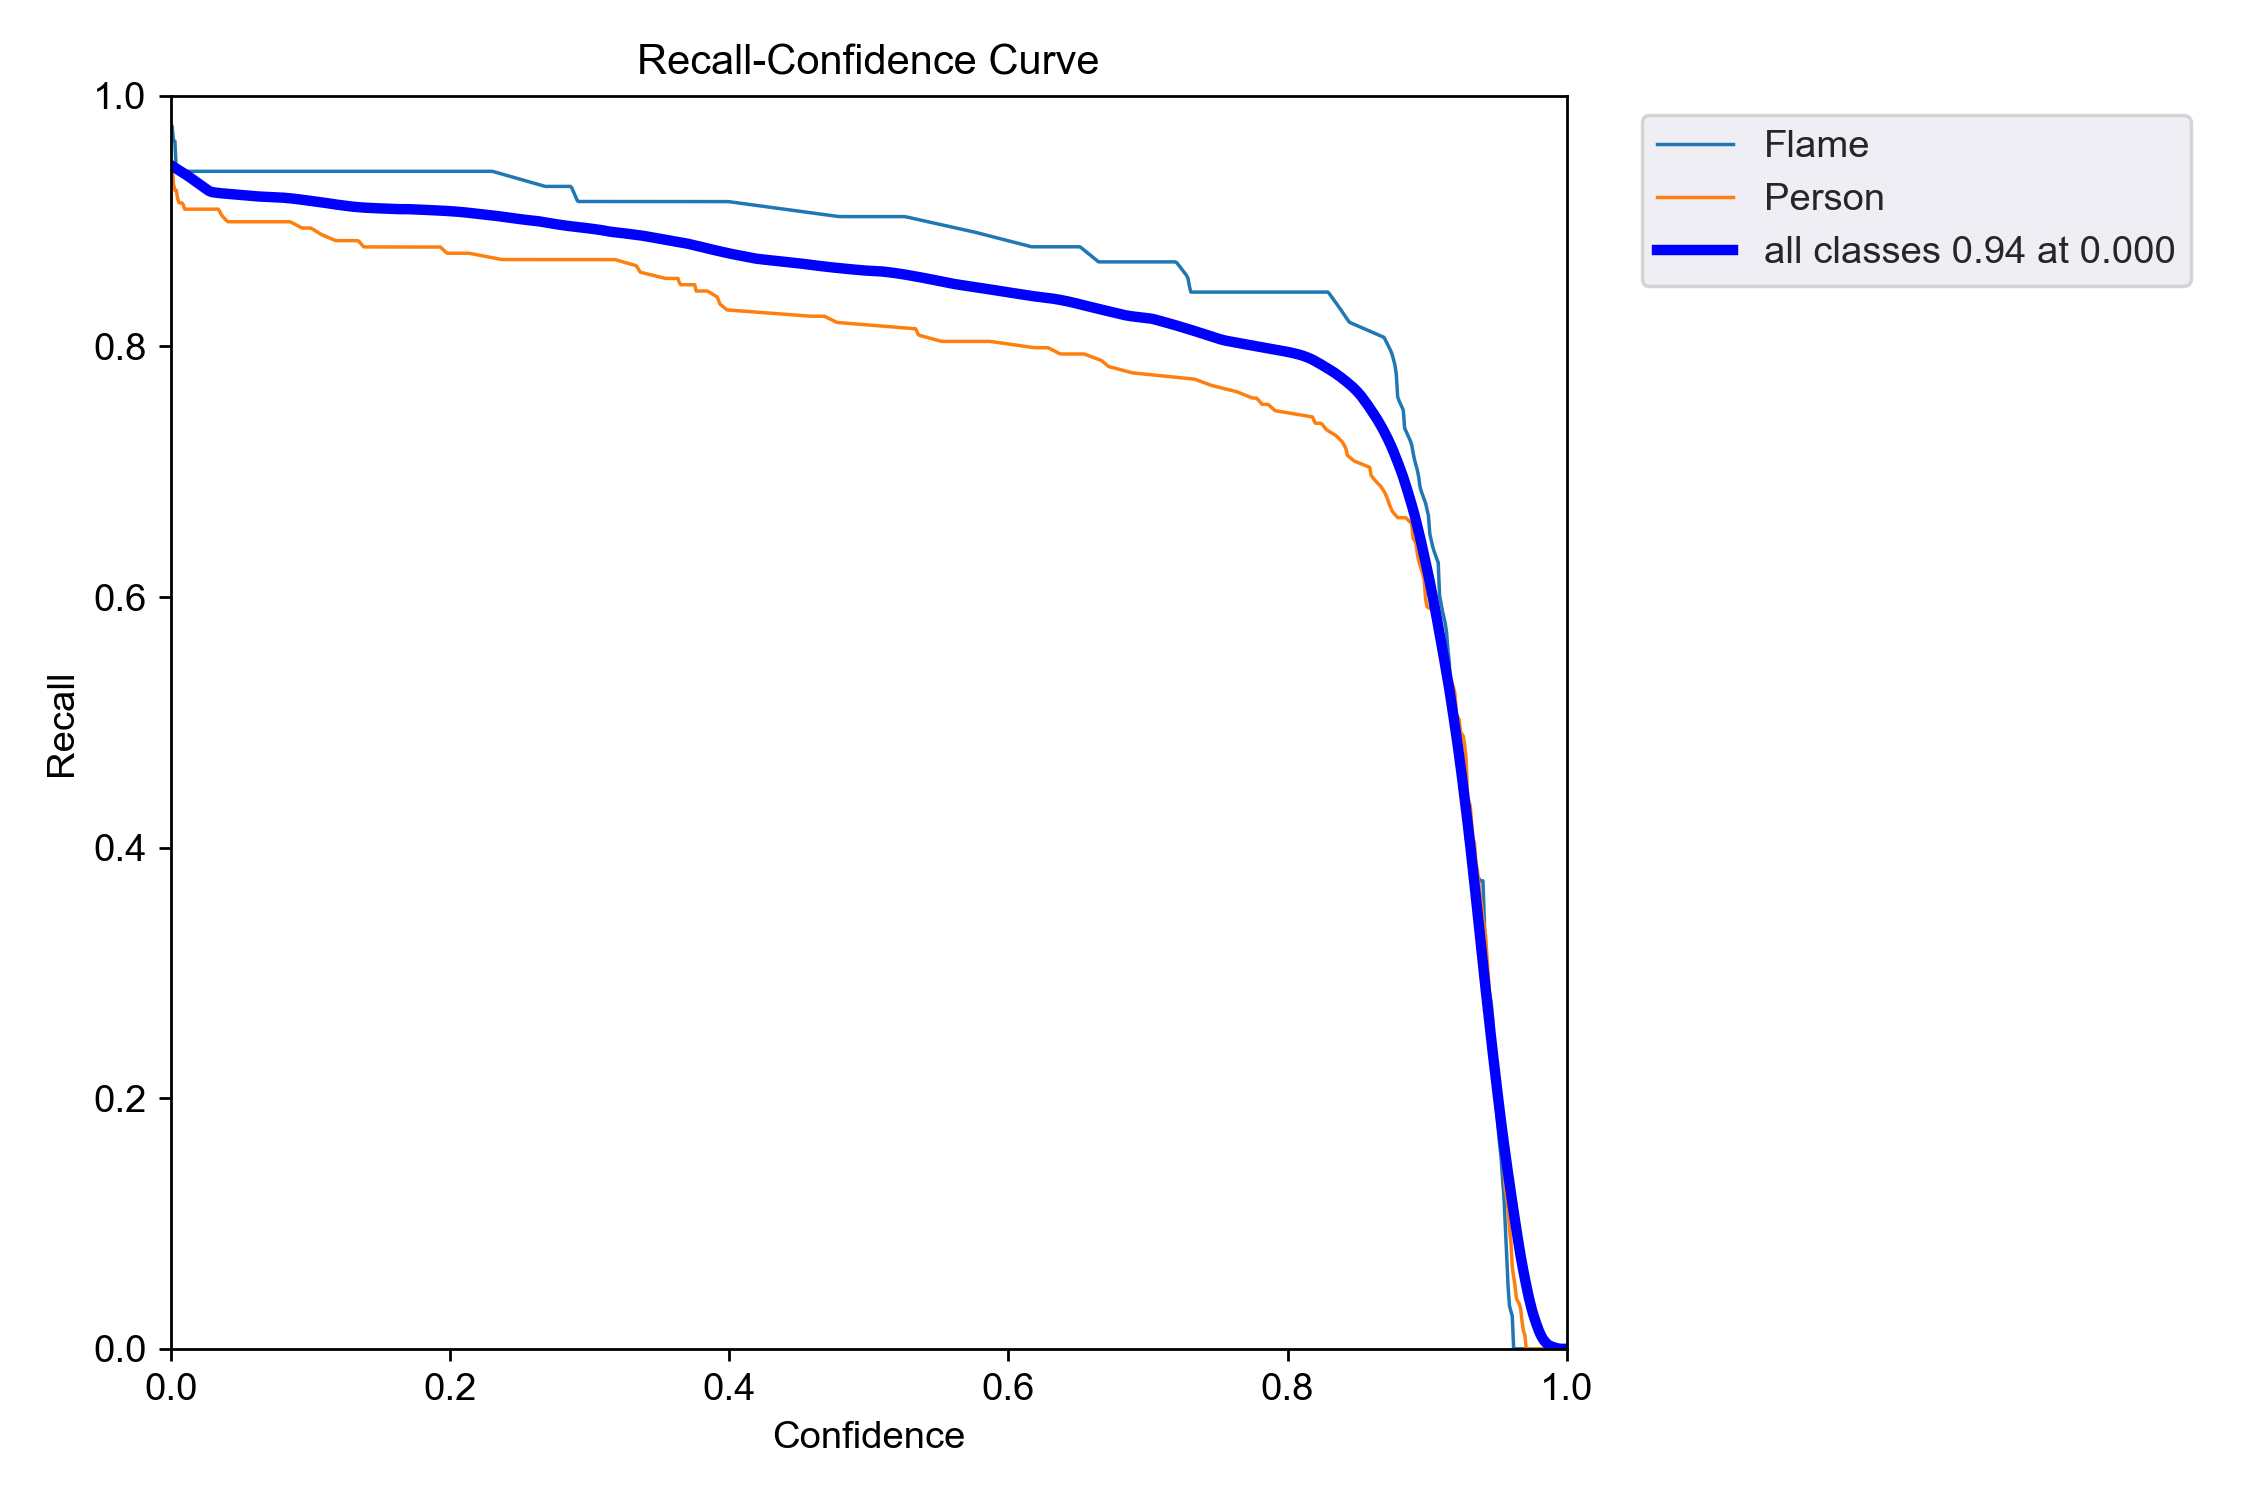 Recall-Confidence Curve
1.0
0.8
0.6
0.4
0.2
0.0
Recall
0.0 0.2 0.4 0.6 0.8 1.0
Confidence
Flame
Person
all classes 0.94 at 0.000